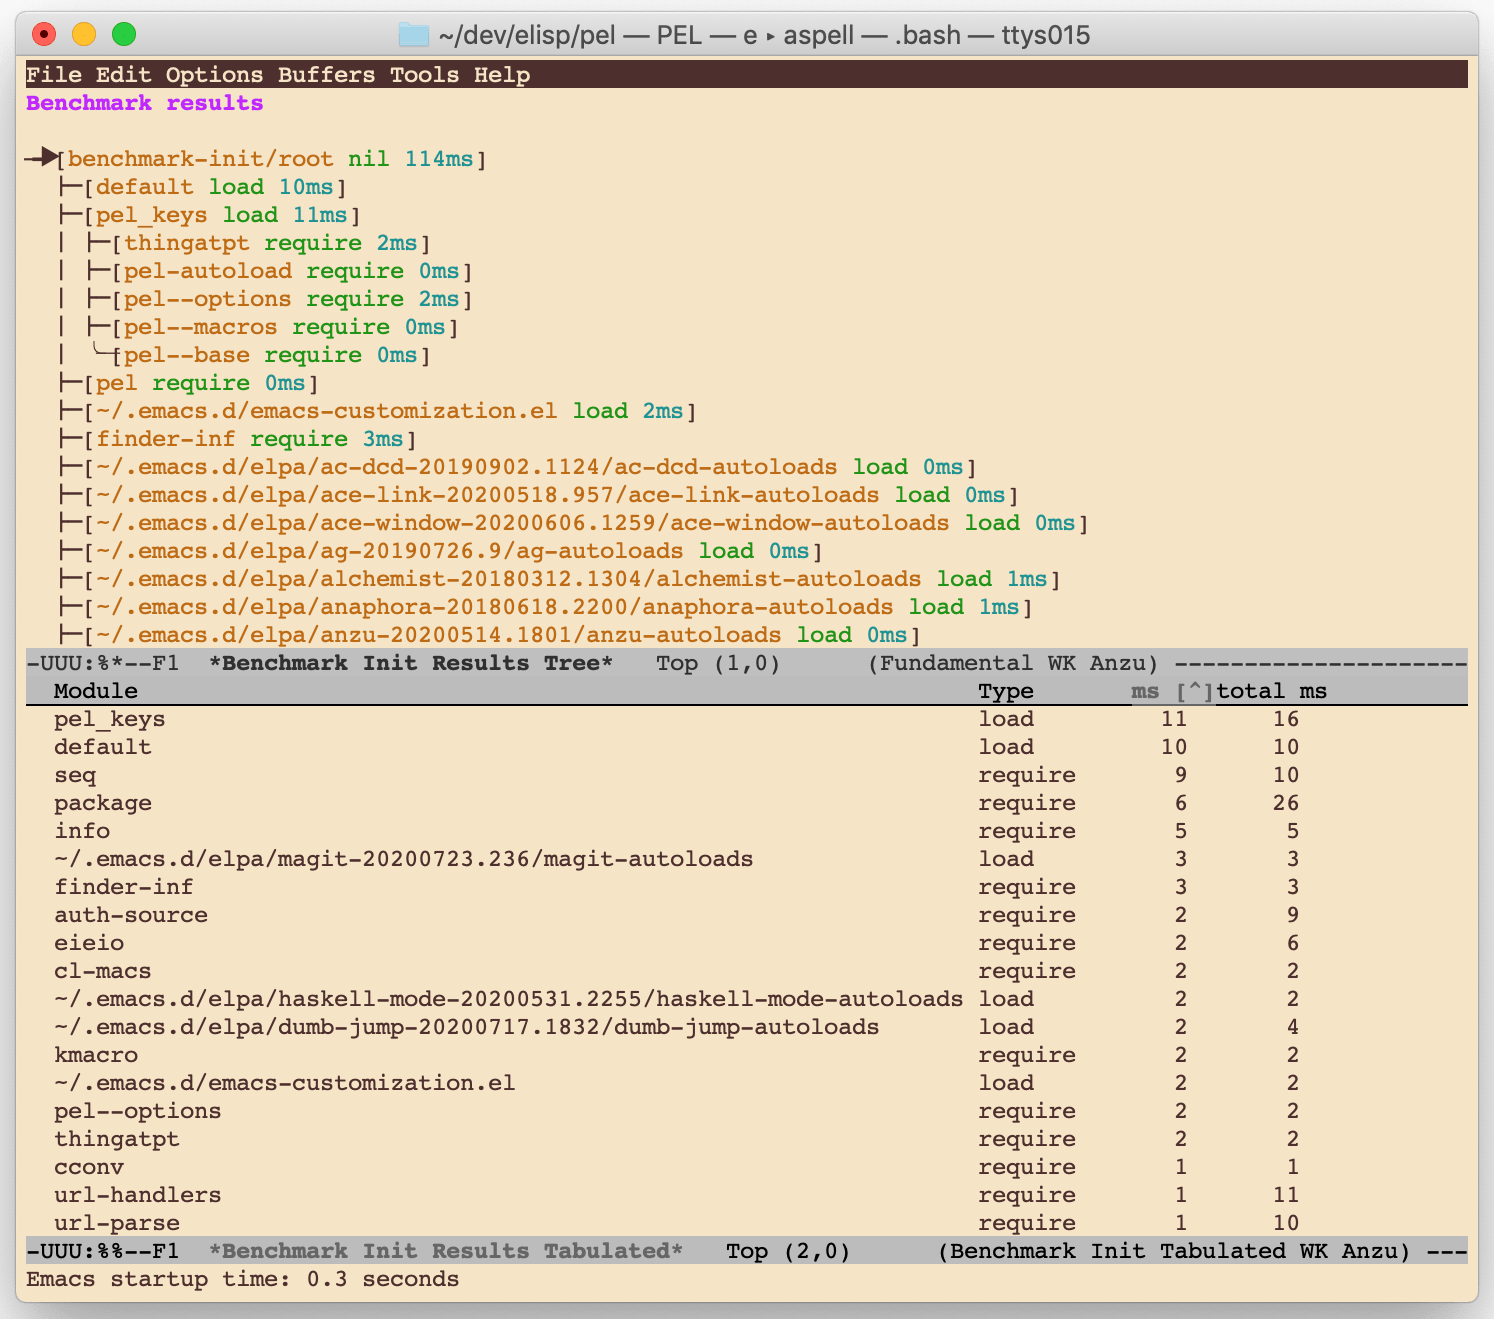 ~/dev/elisp/pel — PEL — e ▸ aspell — .bash — ttys015
File Edit Options Buffers Tools Help
Benchmark results
[benchmark-init/root nil 114ms]
├─[default load 10ms]
├─[pel_keys load 11ms]
│ ├─[thingatpt require 2ms]
│ ├─[pel-autoload require 0ms]
│ ├─[pel--options require 2ms]
│ ├─[pel--macros require 0ms]
│ ╰─[pel--base require 0ms]
├─[pel require 0ms]
├─[~/.emacs.d/emacs-customization.el load 2ms]
├─[finder-inf require 3ms]
├─[~/.emacs.d/elpa/ac-dcd-20190902.1124/ac-dcd-autoloads load 0ms]
├─[~/.emacs.d/elpa/ace-link-20200518.957/ace-link-autoloads load 0ms]
├─[~/.emacs.d/elpa/ace-window-20200606.1259/ace-window-autoloads load 0ms]
├─[~/.emacs.d/elpa/ag-20190726.9/ag-autoloads load 0ms]
├─[~/.emacs.d/elpa/alchemist-20180312.1304/alchemist-autoloads load 1ms]
├─[~/.emacs.d/elpa/anaphora-20180618.2200/anaphora-autoloads load 1ms]
├─[~/.emacs.d/elpa/anzu-20200514.1801/anzu-autoloads load 0ms]
-UUU:%*--F1  *Benchmark Init Results Tree*   Top (1,0)      (Fundamental WK Anzu) ---------------------
Module Type ms [^]total ms
pel_keys load 11 16
default load 10 10
seq require 9 10
package require 6 26
info require 5 5
~/.emacs.d/elpa/magit-20200723.236/magit-autoloads load 3 3
finder-inf require 3 3
auth-source require 2 9
eieio require 2 6
cl-macs require 2 2
~/.emacs.d/elpa/haskell-mode-20200531.2255/haskell-mode-autoloads load 2 2
~/.emacs.d/elpa/dumb-jump-20200717.1832/dumb-jump-autoloads load 2 4
kmacro require 2 2
~/.emacs.d/emacs-customization.el load 2 2
pel--options require 2 2
thingatpt require 2 2
cconv require 1 1
url-handlers require 1 11
url-parse require 1 10
-UUU:%%--F1  *Benchmark Init Results Tabulated*   Top (2,0)      (Benchmark Init Tabulated WK Anzu) ---
Emacs startup time: 0.3 seconds